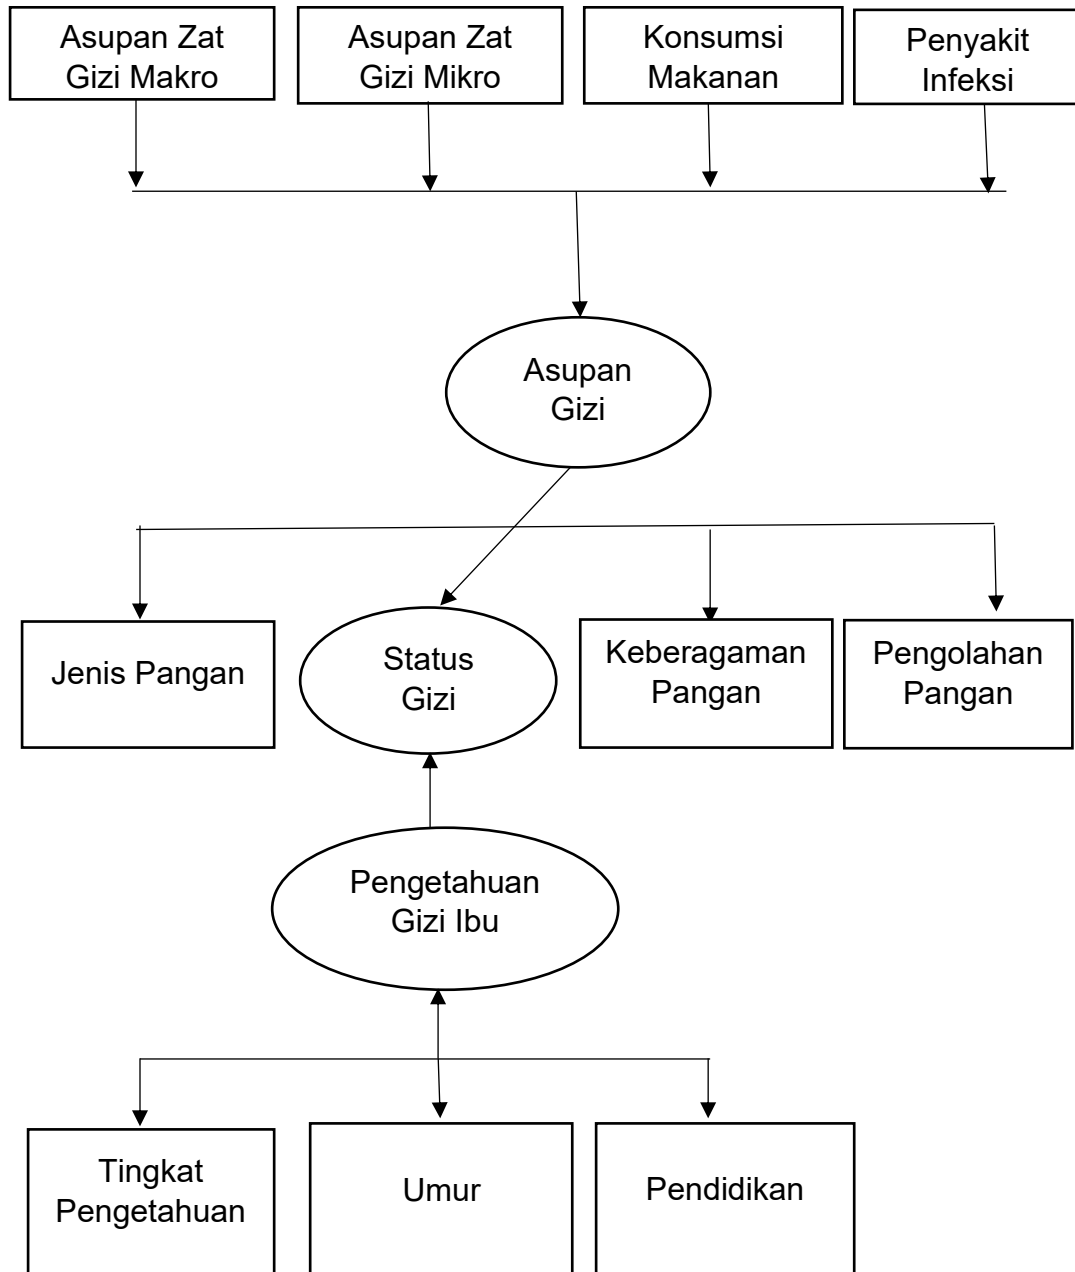 Asupan Zat
Gizi Makro
Asupan Zat
Gizi Mikro
Konsumsi
Makanan
Penyakit
Infeksi
Asupan
Gizi
Jenis Pangan
Status
Gizi
Keberagaman
Pangan
Pengolahan
Pangan
Pengetahuan
Gizi Ibu
Tingkat
Pengetahuan
Umur
Pendidikan